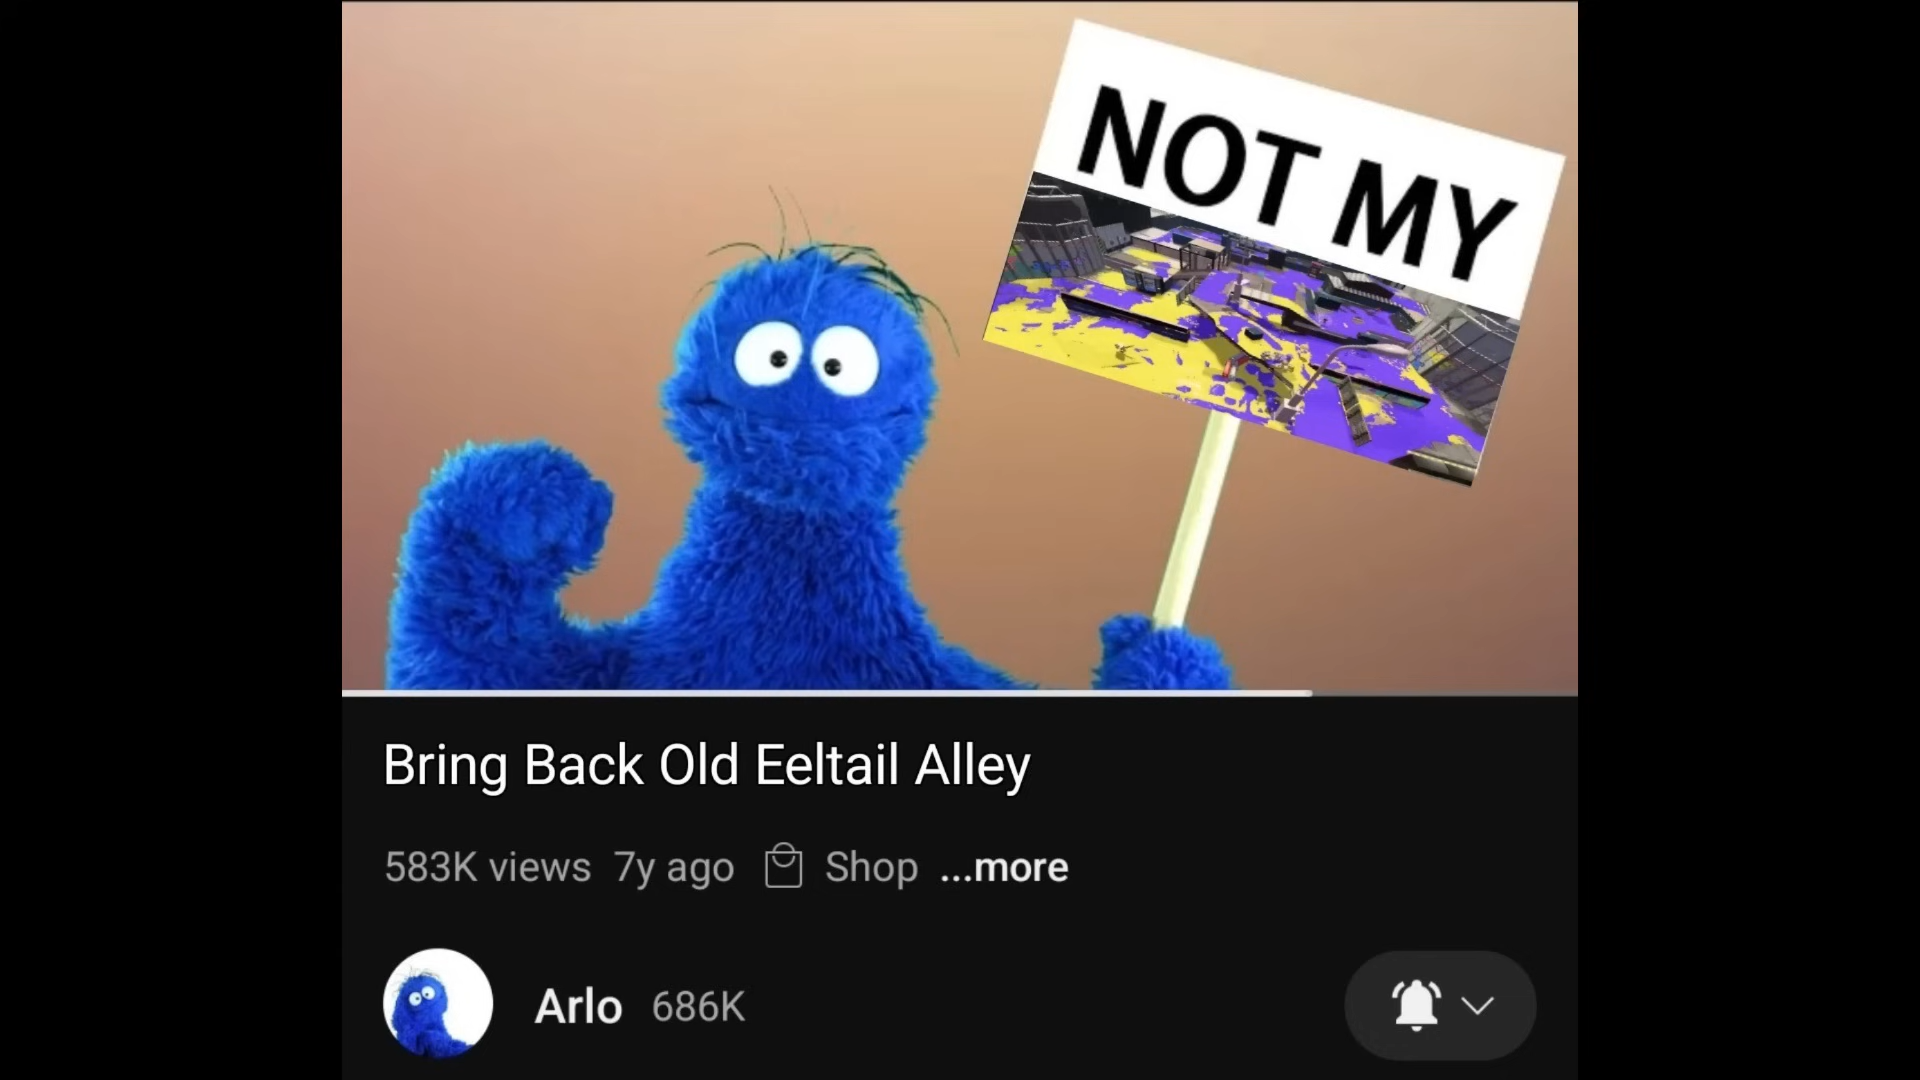 NOT MY
Bring Back Old Eeltail Alley
583K views 7y ago Shop ...more
Arlo 686K